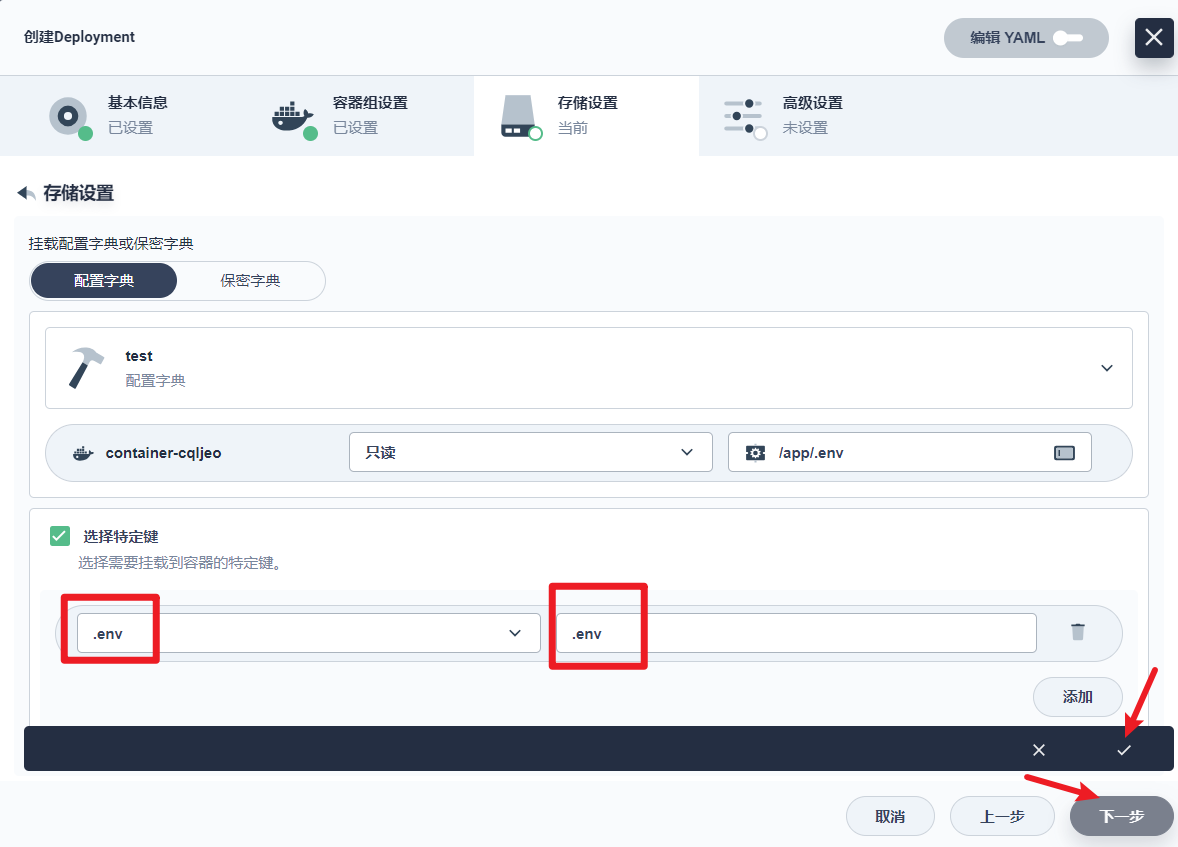 创建Deployment
编辑 YAML
基本信息
已设置
容器组设置
已设置
存储设置
当前
高级设置
未设置
存储设置
挂载配置字典或保密字典
配置字典
保密字典
test
配置字典
container-cqljeo
只读
/app/.env
选择特定键
选择需要挂载到容器的特定键。
.env
.env
添加
取消
上一步
下一步